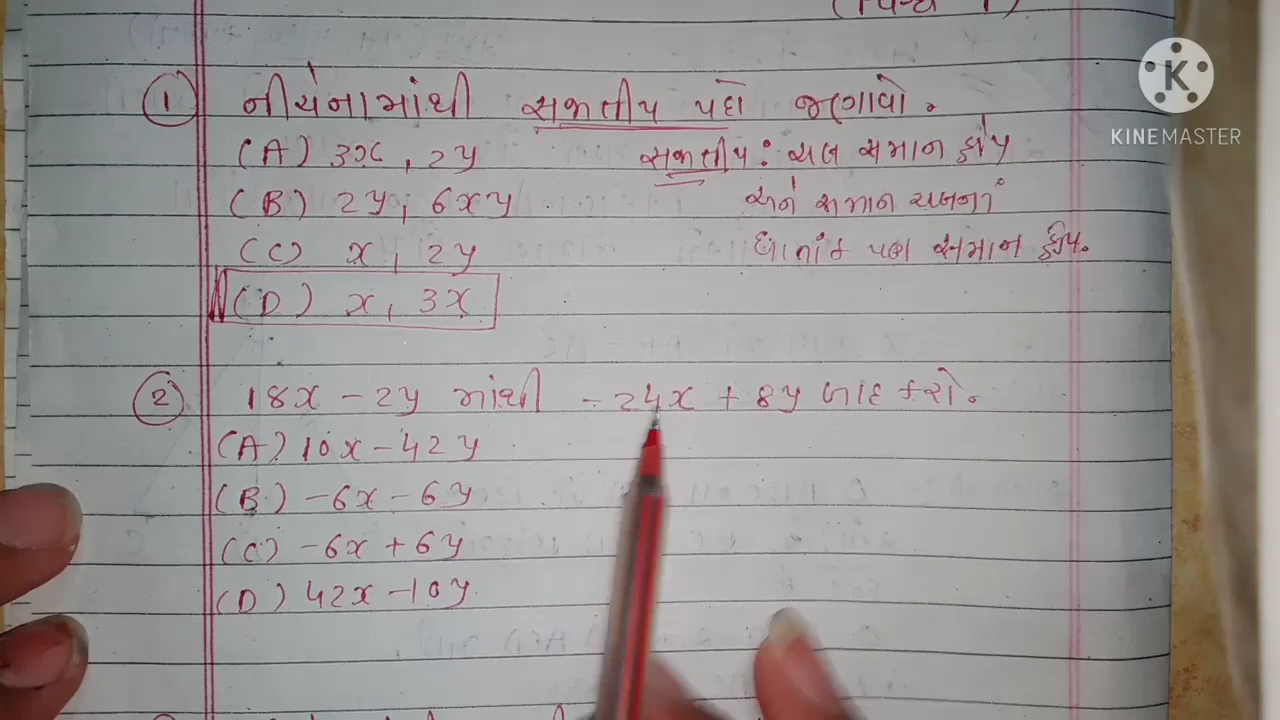 ① નીચેનામાંથી સજાતીય પદો જણાવો.
(A) 3x, 2y
સજાતીય : ચલ સમાન હોય
(B) 2y, 6xy
અને સમાન ચલનાં
(C) x, 2y
ઘાતાંક પણ સમાન હોય.
(D) x, 3x
② 18x - 2y માંથી -24x + 8y બાદ કરો.
(A) 10x - 42y
(B) -6x - 6y
(C) -6x + 6y
(D) 42x - 10y
K
KINEMASTER